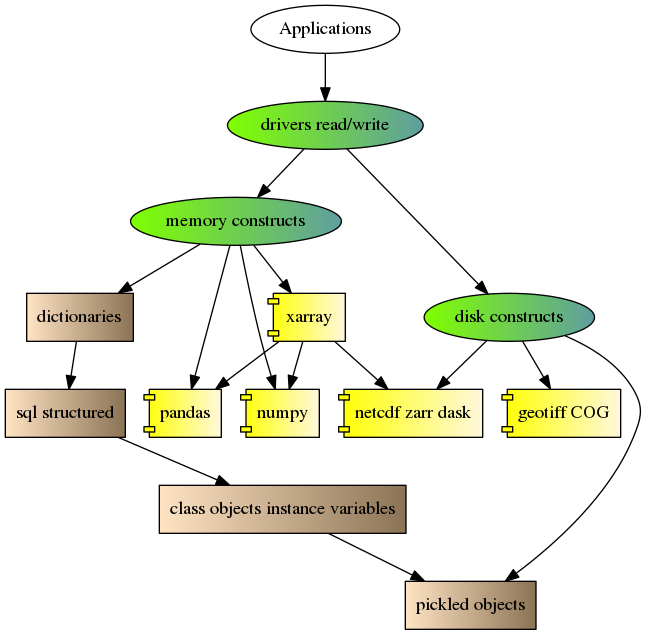 Applications
drivers read/write
memory constructs
dictionaries
xarray
disk constructs
sql structured
pandas
numpy
netcdf zarr dask
geotiff COG
class objects instance variables
pickled objects